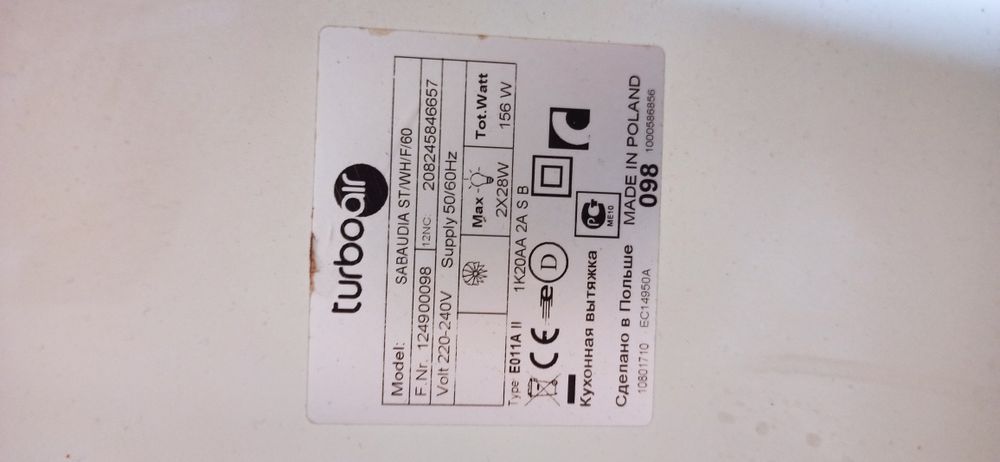 turboair
Model: SABAUDIA ST/WH/F/60
F.Nr. 124900098 12NC: 208245846657
Volt 220-240V Supply 50/60Hz
Max Tot.Watt
2X28W 156 W
Type E011A II 1K20AA 2A S B
CE e D
PC ME10
Кухонная вытяжка
Сделано в Польше MADE IN POLAND
098
10801710 EC14950A 1000586856